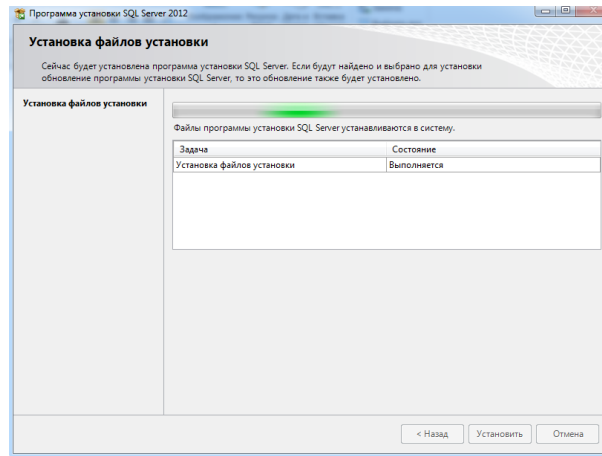 Программа установки SQL Server 2012
Установка файлов установки
Сейчас будет установлена программа установки SQL Server. Если будут найдено и выбрано для установки
обновление программы установки SQL Server, то это обновление также будет установлено.
Установка файлов установки
Файлы программы установки SQL Server устанавливаются в систему.
Задача Состояние
Установка файлов установки Выполняется
< Назад Установить Отмена